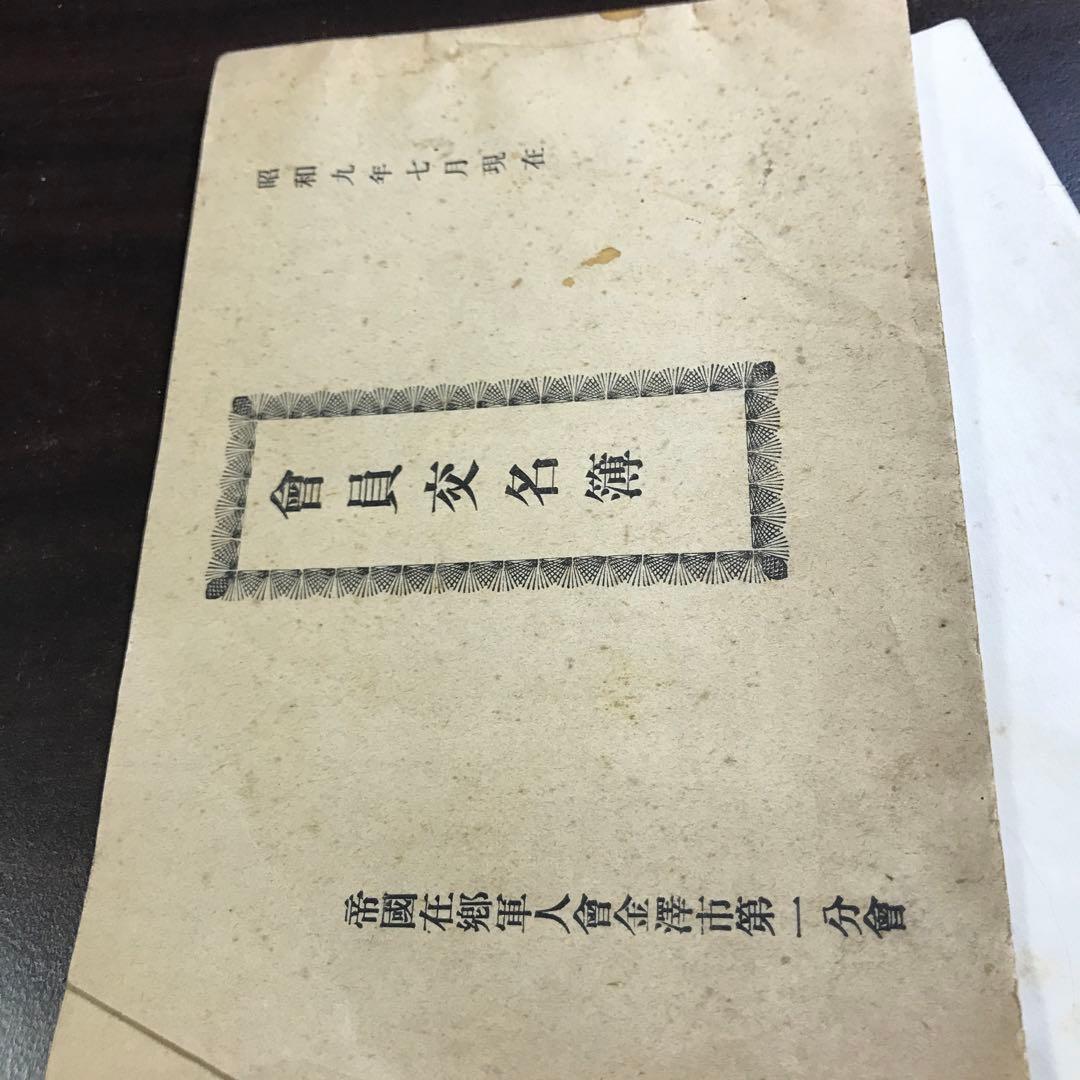 昭和九年七月現在
會員交名簿
帝國在鄕軍人會金澤市第一分會